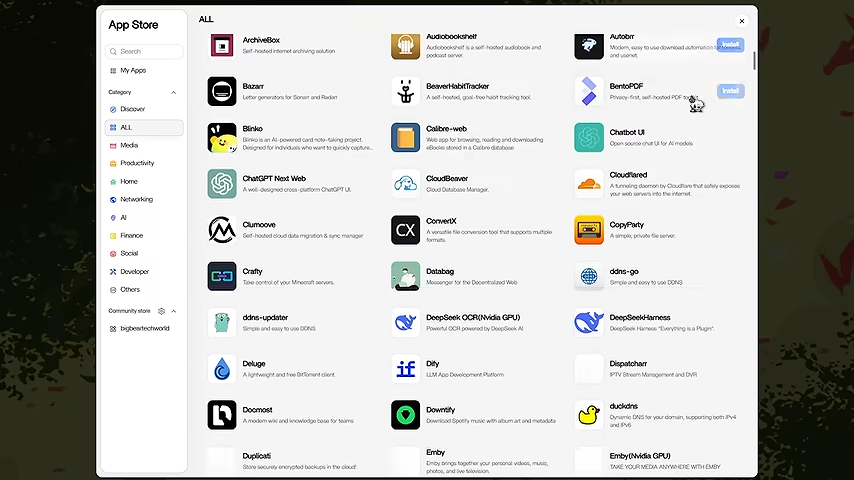 App Store
Search
My Apps
Category
Discover
ALL
Media
Productivity
Home
Networking
AI
Finance
Social
Developer
Others
Community store
bigbeartechworld
ALL
ArchiveBox
Self-hosted internet archiving solution
Audiobookshelf
Audiobookshelf is a self-hosted audiobook and
podcast server.
Autobrr
Modern, easy to use download automation
and usenet.
Install
Bazarr
Letter generators for Sonarr and Radarr
BeaverHabitTracker
A self-hosted, goal-free habit tracking tool.
BentoPDF
Privacy-first, self-hosted PDF
Install
Blinko
Blinko is an AI-powered card note-taking project.
Designed for individuals who want to quickly capture...
Calibre-web
Web app for browsing, reading and downloading
eBooks stored in a Calibre database
Chatbot UI
Open source chat UI for AI models
ChatGPT Next Web
A well-designed cross-platform ChatGPT UI.
CloudBeaver
Cloud Database Manager.
Cloudflared
A tunneling daemon by Cloudflare that safely exposes
your web servers into the internet.
Clumoove
Self-hosted cloud data migration & sync manager
CX
ConvertX
A versatile file conversion tool that supports multiple
formats.
CopyParty
A simple, private file server.
Crafty
Take control of your Minecraft servers.
Databag
Messenger for the Decentralized Web
ddns-go
Simple and easy to use DDNS
ddns-updater
Simple and easy to use DDNS
DeepSeek OCR(Nvidia GPU)
Powerful OCR powered by DeepSeek AI
DeepSeekHarness
DeepSeek Harness "Everything is a Plugin".
Deluge
A lightweight and free BitTorrent client.
if
Dify
LLM App Development Platform
Dispatcharr
IPTV Stream Management and DVR
Docmost
A modern wiki and knowledge base for teams
Downtify
Download Spotify music with album art and metadata
duckdns
Dynamic DNS for your domain, supporting both IPv4
and IPv6
Duplicati
Store securely encrypted backups in the cloud!
Emby
Emby brings together your personal videos, music,
photos, and live television.
Emby(Nvidia GPU)
TAKE YOUR MEDIA ANYWHERE WITH EMBY